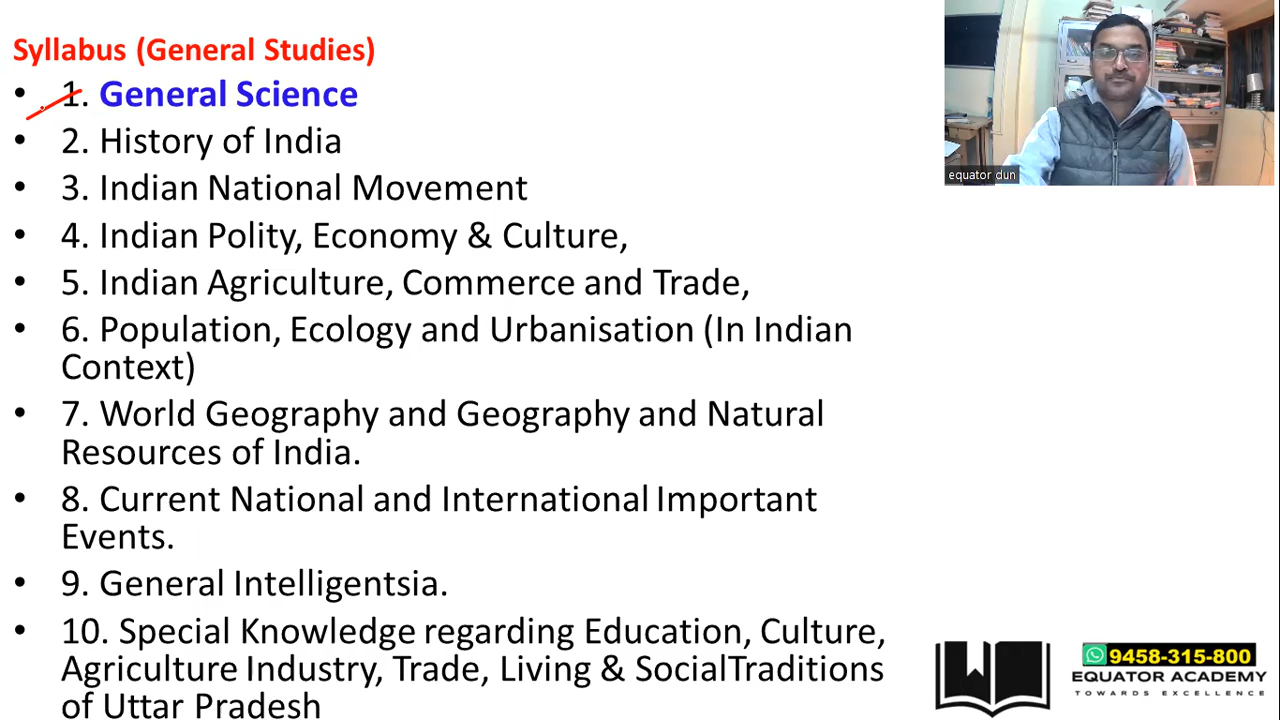 Syllabus (General Studies)
• 1. General Science
• 2. History of India
• 3. Indian National Movement
• 4. Indian Polity, Economy & Culture,
• 5. Indian Agriculture, Commerce and Trade,
• 6. Population, Ecology and Urbanisation (In Indian
Context)
• 7. World Geography and Geography and Natural
Resources of India.
• 8. Current National and International Important
Events.
• 9. General Intelligentsia.
• 10. Special Knowledge regarding Education, Culture,
Agriculture Industry, Trade, Living & SocialTraditions
of Uttar Pradesh
equator dun
9458-315-800
EQUATOR ACADEMY
TOWARDS EXCELLENCE